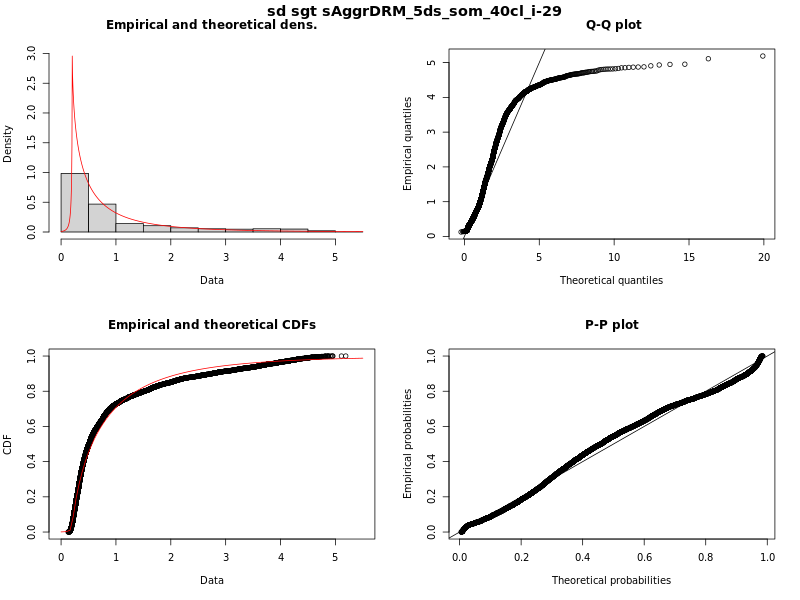 sd sgt sAggrDRM_5ds_som_40cl_i-29
Empirical and theoretical dens.
Density
0.0 0.5 1.0 1.5 2.0 2.5 3.0
0 1 2 3 4 5
Data
Q-Q plot
Empirical quantiles
0 1 2 3 4 5
0 5 10 15 20
Theoretical quantiles
Empirical and theoretical CDFs
CDF
0.0 0.2 0.4 0.6 0.8 1.0
0 1 2 3 4 5
Data
P-P plot
Empirical probabilities
0.0 0.2 0.4 0.6 0.8 1.0
0.0 0.2 0.4 0.6 0.8 1.0
Theoretical probabilities